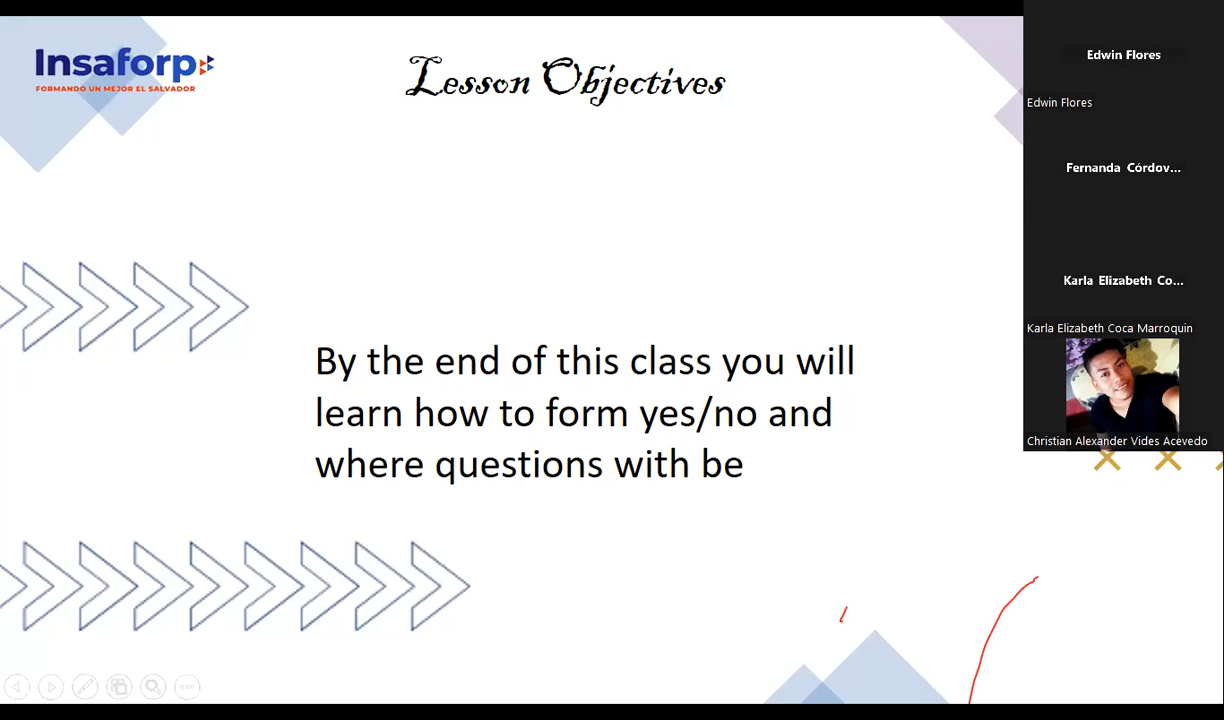 Insaforp
FORMANDO UN MEJOR EL SALVADOR
Lesson Objectives
By the end of this class you will
learn how to form yes/no and
where questions with be
Edwin Flores
Edwin Flores
Fernanda Córdov...
Karla Elizabeth Co...
Karla Elizabeth Coca Marroquin
Christian Alexander Vides Acevedo